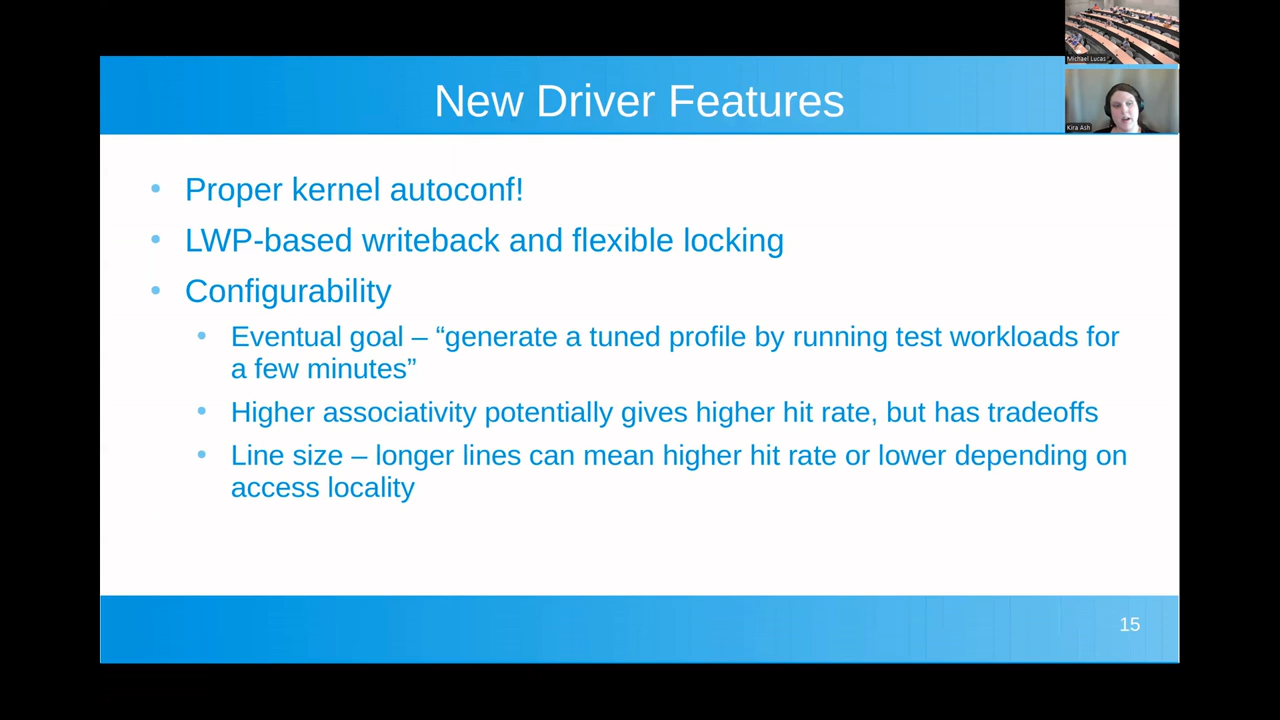 Michael Lucas
Kira Ash
New Driver Features
• Proper kernel autoconf!
• LWP-based writeback and flexible locking
• Configurability
• Eventual goal – “generate a tuned profile by running test workloads for
a few minutes”
• Higher associativity potentially gives higher hit rate, but has tradeoffs
• Line size – longer lines can mean higher hit rate or lower depending on
access locality
15